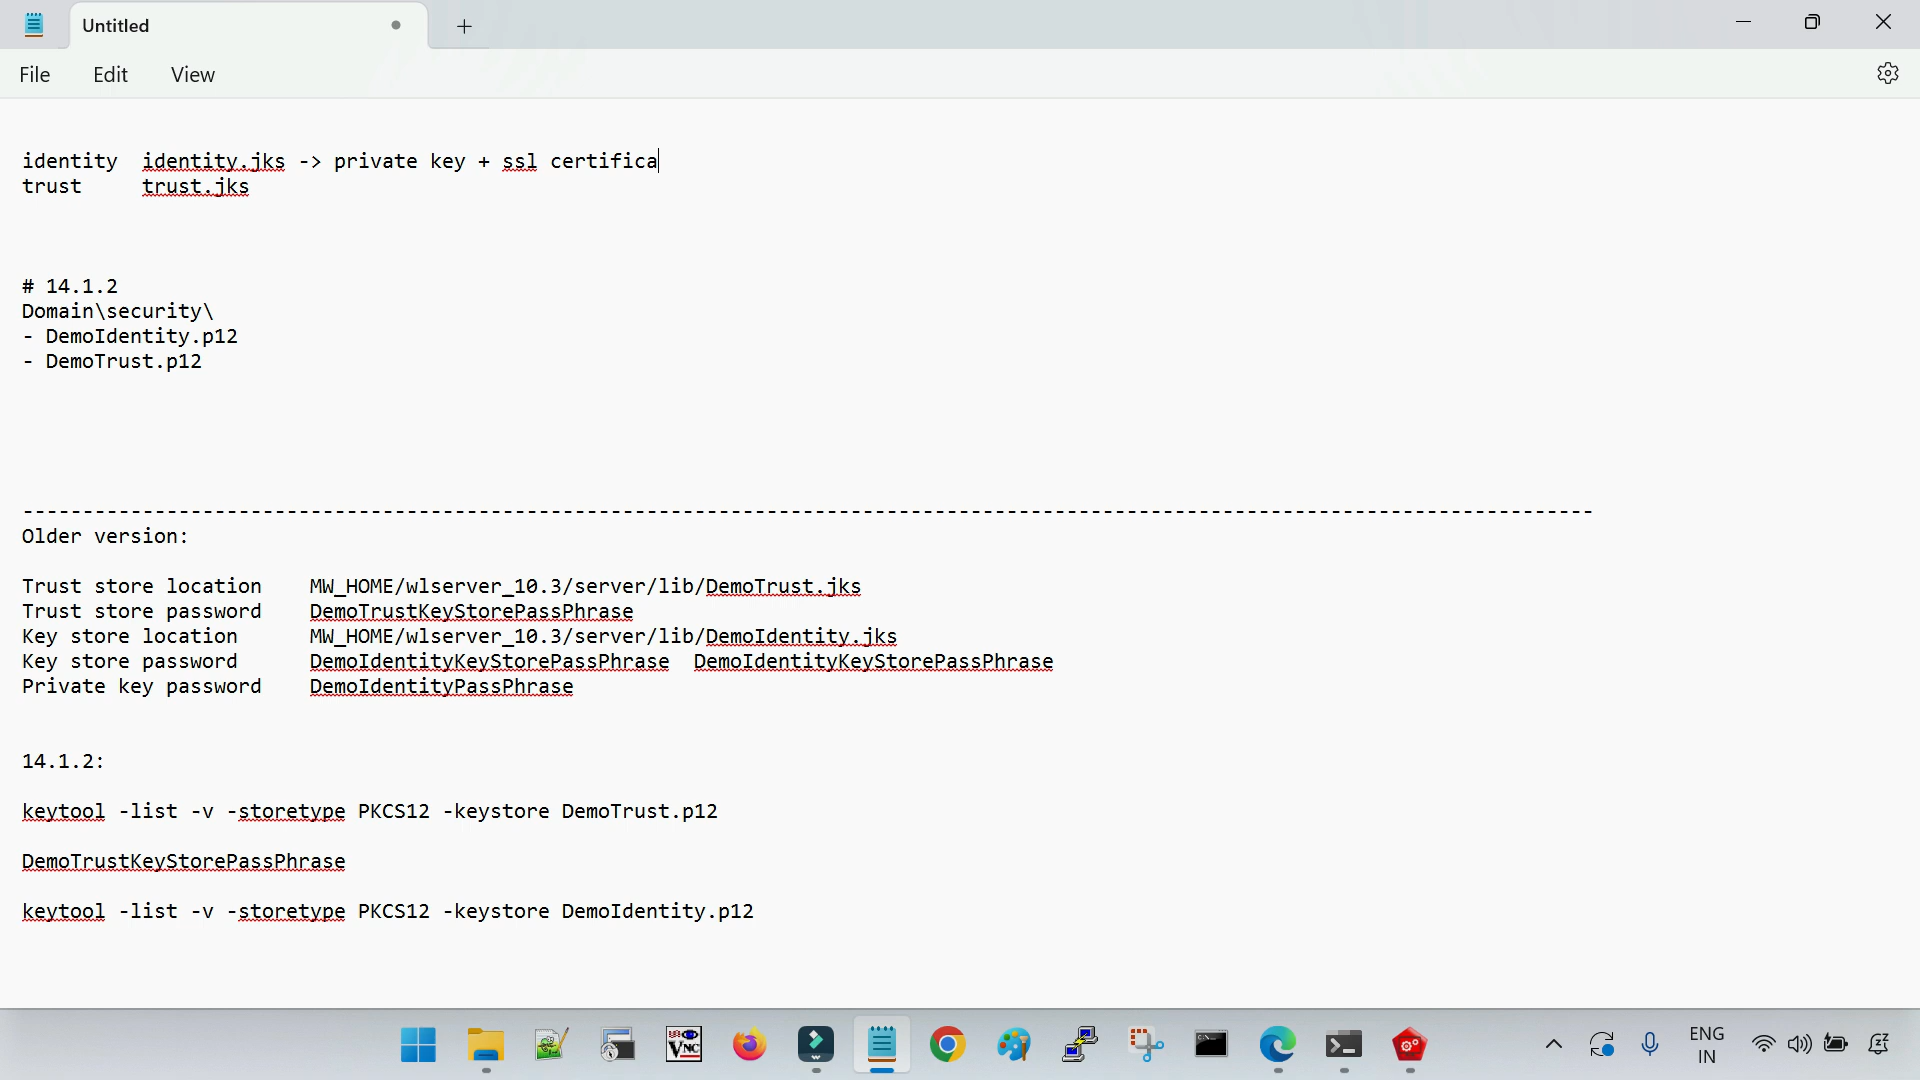 Untitled
File Edit View
identity identity.jks -> private key + ssl certifica
trust trust.jks
# 14.1.2
Domain\security\
- DemoIdentity.p12
- DemoTrust.p12
-----------------------------------------------------------------------------------------------------------------------------------
Older version:
Trust store location MW_HOME/wlserver_10.3/server/lib/DemoTrust.jks
Trust store password DemoTrustKeyStorePassPhrase
Key store location MW_HOME/wlserver_10.3/server/lib/DemoIdentity.jks
Key store password DemoIdentityKeyStorePassPhrase DemoIdentityKeyStorePassPhrase
Private key password DemoIdentityPassPhrase
14.1.2:
keytool -list -v -storetype PKCS12 -keystore DemoTrust.p12
DemoTrustKeyStorePassPhrase
keytool -list -v -storetype PKCS12 -keystore DemoIdentity.p12
VNC
ENG
IN